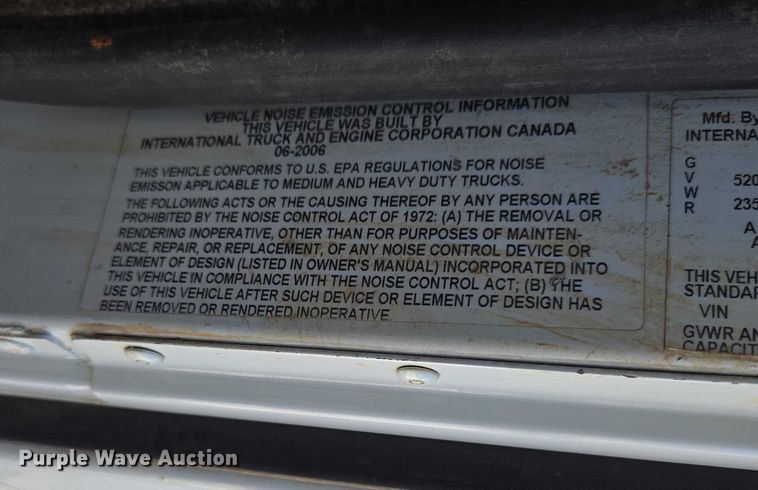 VEHICLE NOISE EMISSION CONTROL INFORMATION
THIS VEHICLE WAS BUILT BY
INTERNATIONAL TRUCK AND ENGINE CORPORATION CANADA
06-2006
THIS VEHICLE CONFORMS TO U.S. EPA REGULATIONS FOR NOISE
EMISSON APPLICABLE TO MEDIUM AND HEAVY DUTY TRUCKS.
THE FOLLOWING ACTS OR THE CAUSING THEREOF BY ANY PERSON ARE
PROHIBITED BY THE NOISE CONTROL ACT OF 1972: (A) THE REMOVAL OR
RENDERING INOPERATIVE, OTHER THAN FOR PURPOSES OF MAINTEN-
ANCE, REPAIR, OR REPLACEMENT, OF ANY NOISE CONTROL DEVICE OR
ELEMENT OF DESIGN (LISTED IN OWNER'S MANUAL) INCORPORATED INTO
THIS VEHICLE IN COMPLIANCE WITH THE NOISE CONTROL ACT; (B) THE
USE OF THIS VEHICLE AFTER SUCH DEVICE OR ELEMENT OF DESIGN HAS
BEEN REMOVED OR RENDERED INOPERATIVE.
Mfd. By
INTERNA
G
V 520
W 235
R
A
A
THIS VEH
STANDAR
VIN
GVWR AN
CAPACIT
Purple Wave Auction